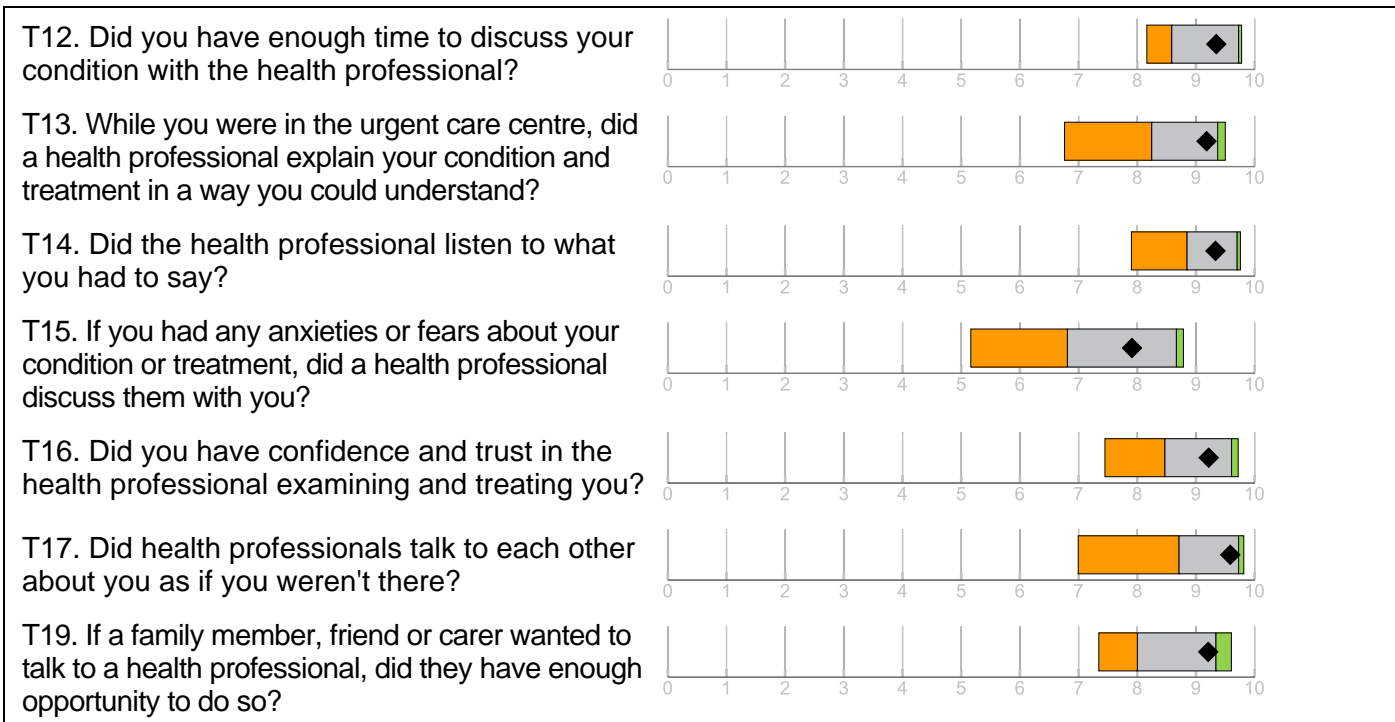 T12. Did you have enough time to discuss your
condition with the health professional?
0 1 2 3 4 5 6 7 8 9 10
T13. While you were in the urgent care centre, did
a health professional explain your condition and
treatment in a way you could understand?
0 1 2 3 4 5 6 7 8 9 10
T14. Did the health professional listen to what
you had to say?
0 1 2 3 4 5 6 7 8 9 10
T15. If you had any anxieties or fears about your
condition or treatment, did a health professional
discuss them with you?
0 1 2 3 4 5 6 7 8 9 10
T16. Did you have confidence and trust in the
health professional examining and treating you?
0 1 2 3 4 5 6 7 8 9 10
T17. Did health professionals talk to each other
about you as if you weren't there?
0 1 2 3 4 5 6 7 8 9 10
T19. If a family member, friend or carer wanted to
talk to a health professional, did they have enough
opportunity to do so?
0 1 2 3 4 5 6 7 8 9 10